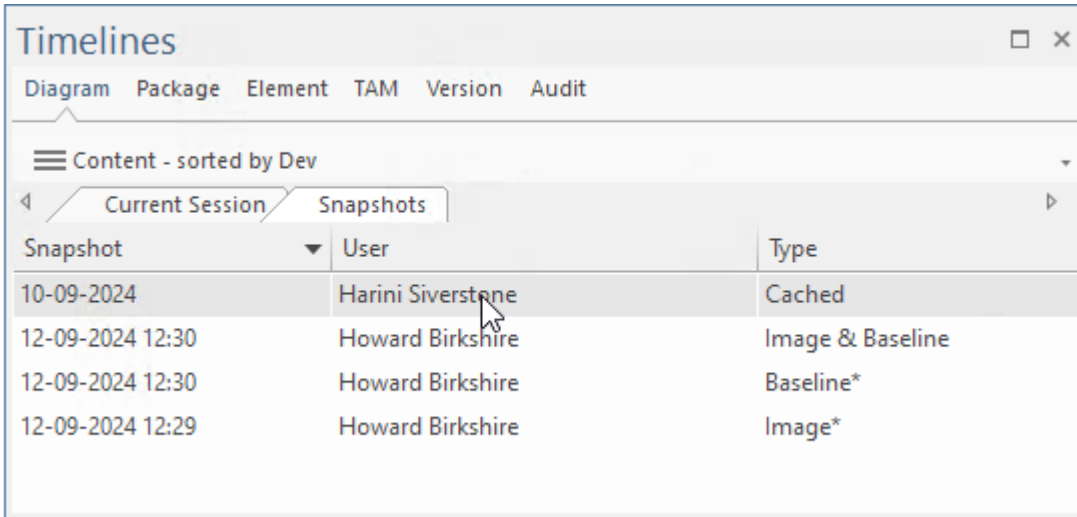 Timelines
Diagram Package Element TAM Version Audit
Content - sorted by Dev
Current Session Snapshots
Snapshot User Type
10-09-2024 Harini Siverstone Cached
12-09-2024 12:30 Howard Birkshire Image & Baseline
12-09-2024 12:30 Howard Birkshire Baseline*
12-09-2024 12:29 Howard Birkshire Image*